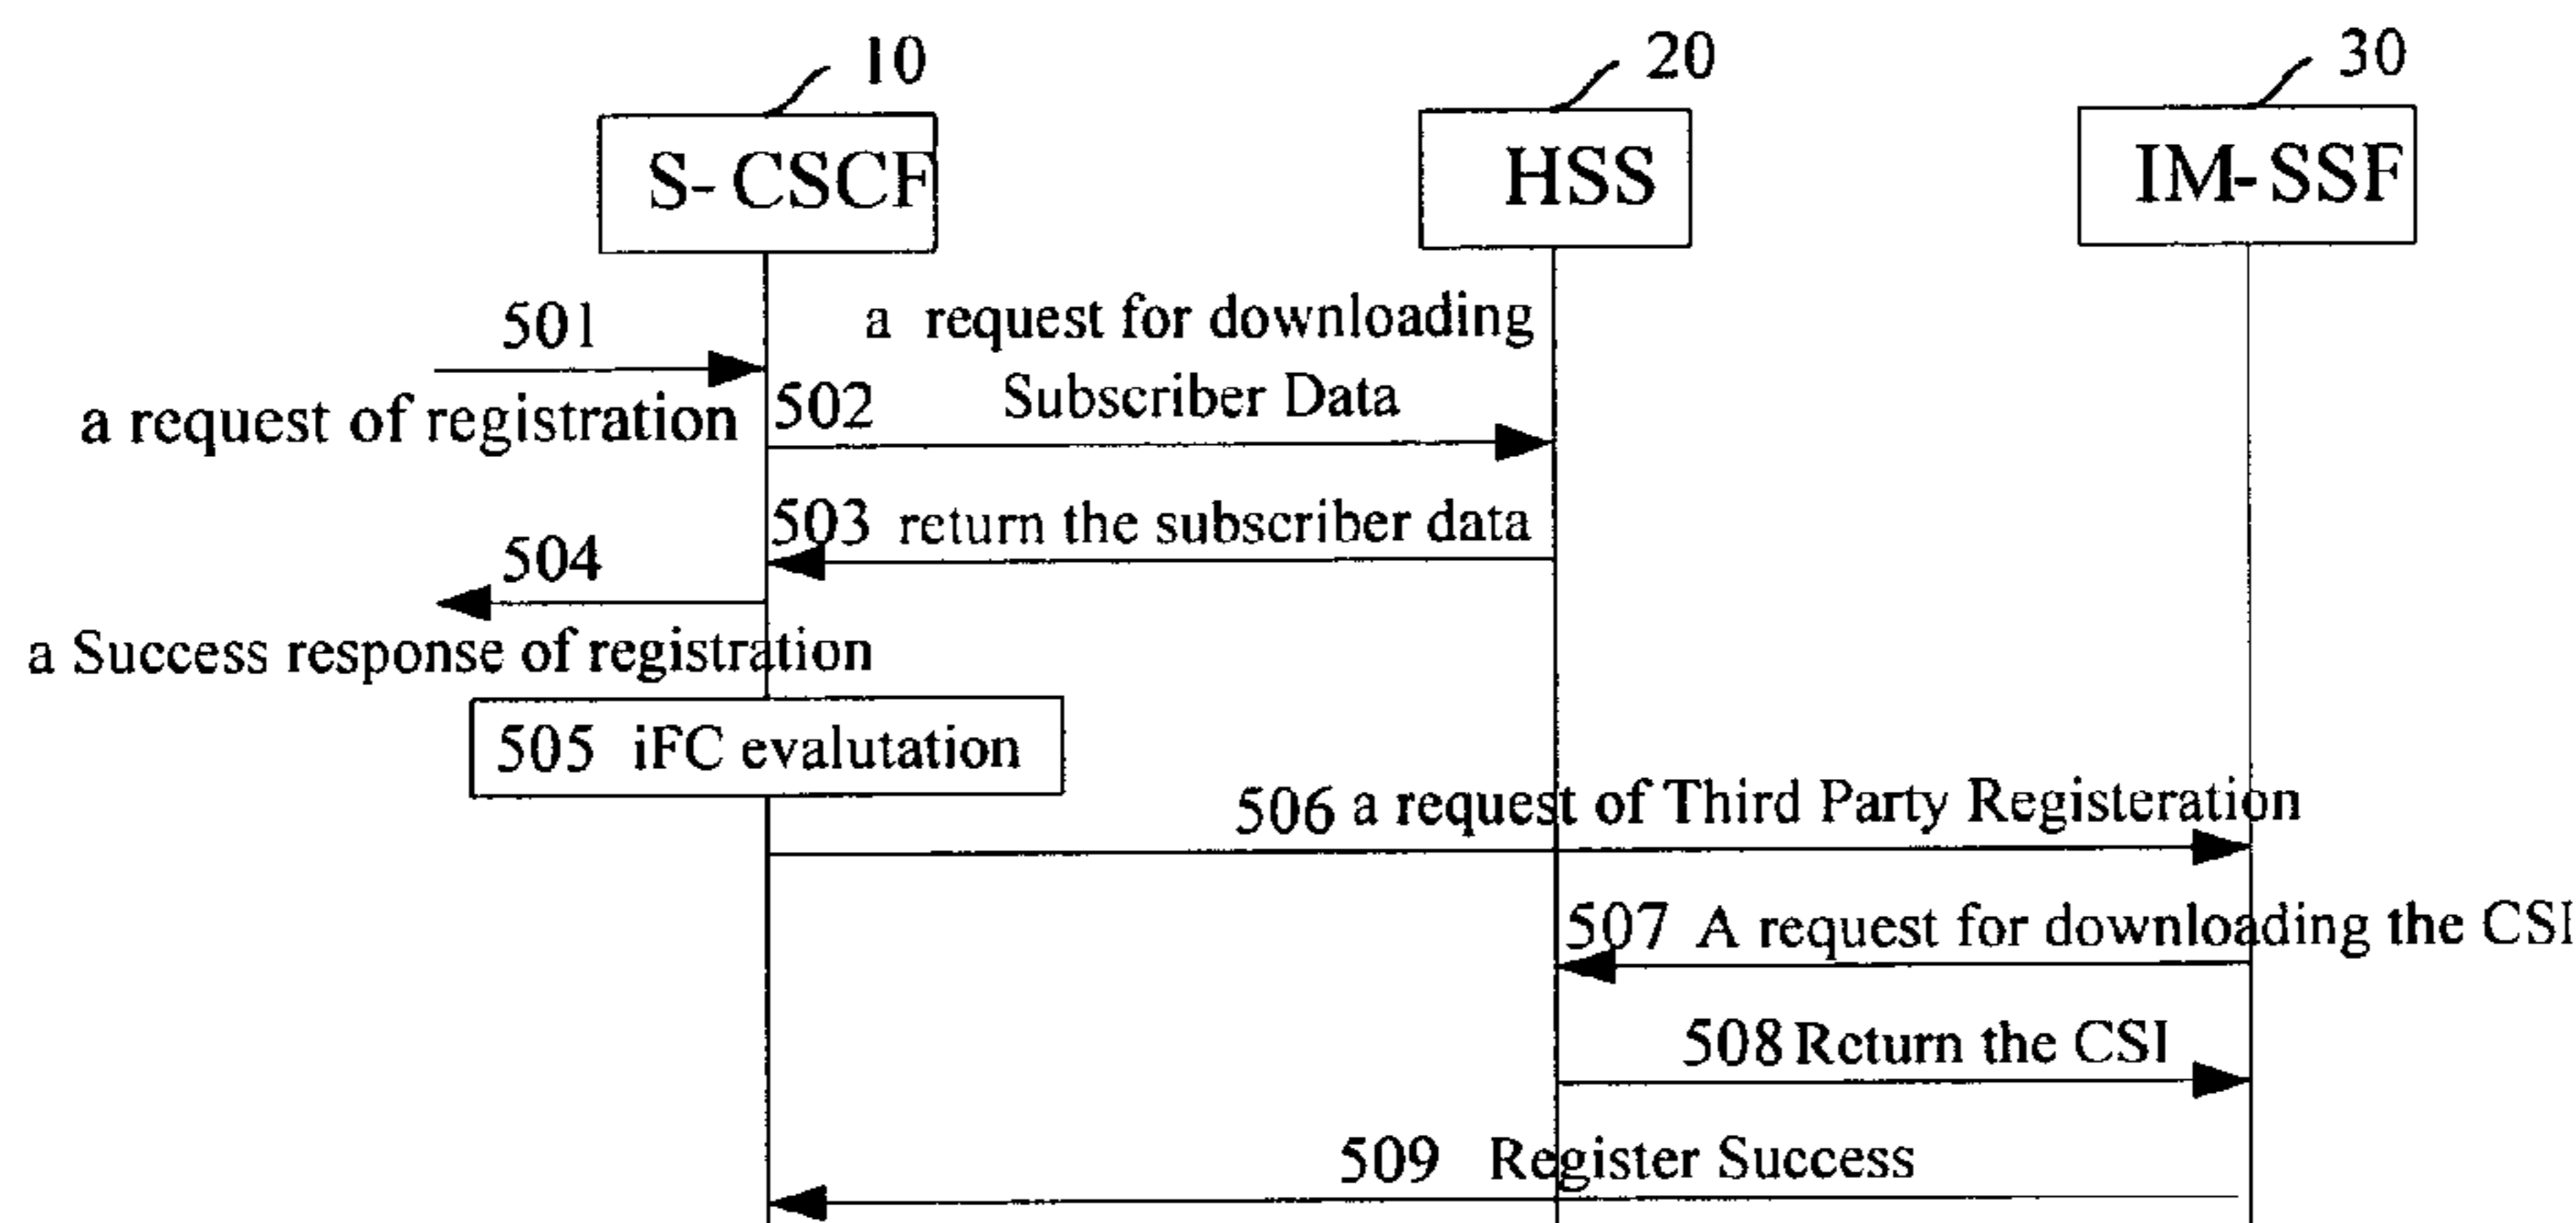 10
20
30
S-CSCF
HSS
IM-SSF
501
a request for downloading
a request of registration
502
Subscriber Data
503 return the subscriber data
504
a Success response of registration
505 iFC evalutation
506 a request of Third Party Registeration
507 A request for downloading the CSI
508 Return the CSI
509 Register Success